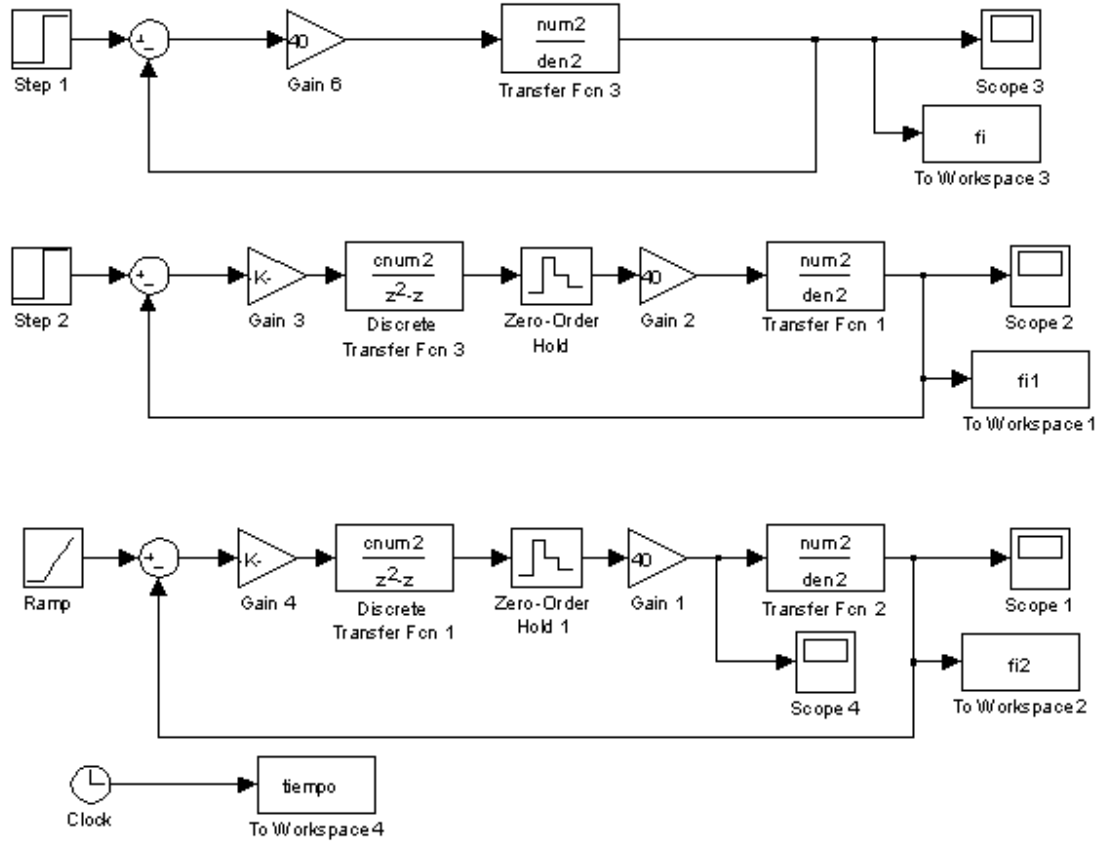 +
−
40
num2
den2
Step 1
Gain 6
Transfer Fcn 3
Scope 3
fi
To Workspace 3
+
−
-K-
cnum2
z²-z
40
num2
den2
Step 2
Gain 3
Discrete
Transfer Fcn 3
Zero-Order
Hold
Gain 2
Transfer Fcn 1
Scope 2
fi1
To Workspace 1
+
−
-K-
cnum2
z²-z
40
num2
den2
Ramp
Gain 4
Discrete
Transfer Fcn 1
Zero-Order
Hold 1
Gain 1
Transfer Fcn 2
Scope 1
fi2
Scope 4
To Workspace 2
tiempo
Clock
To Workspace 4